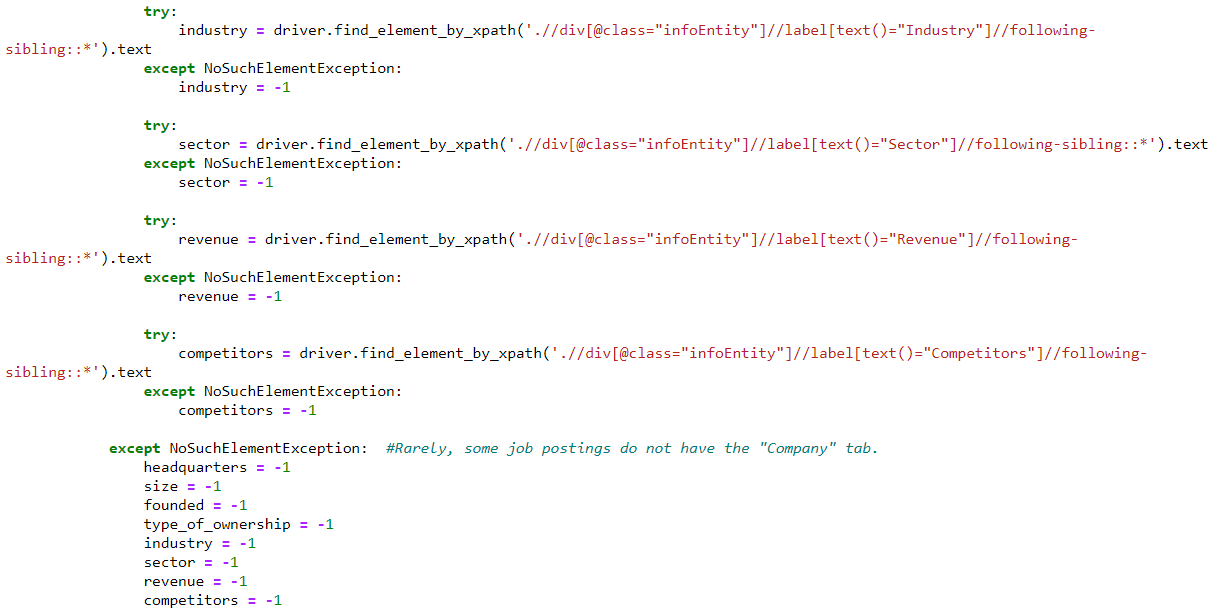 try:
industry = driver.find_element_by_xpath('.//div[@class="infoEntity"]//label[text()="Industry"]//following-
sibling::*').text
except NoSuchElementException:
industry = -1
try:
sector = driver.find_element_by_xpath('.//div[@class="infoEntity"]//label[text()="Sector"]//following-sibling::*').text
except NoSuchElementException:
sector = -1
try:
revenue = driver.find_element_by_xpath('.//div[@class="infoEntity"]//label[text()="Revenue"]//following-
sibling::*').text
except NoSuchElementException:
revenue = -1
try:
competitors = driver.find_element_by_xpath('.//div[@class="infoEntity"]//label[text()="Competitors"]//following-
sibling::*').text
except NoSuchElementException:
competitors = -1
except NoSuchElementException:  #Rarely, some job postings do not have the "Company" tab.
headquarters = -1
size = -1
founded = -1
type_of_ownership = -1
industry = -1
sector = -1
revenue = -1
competitors = -1